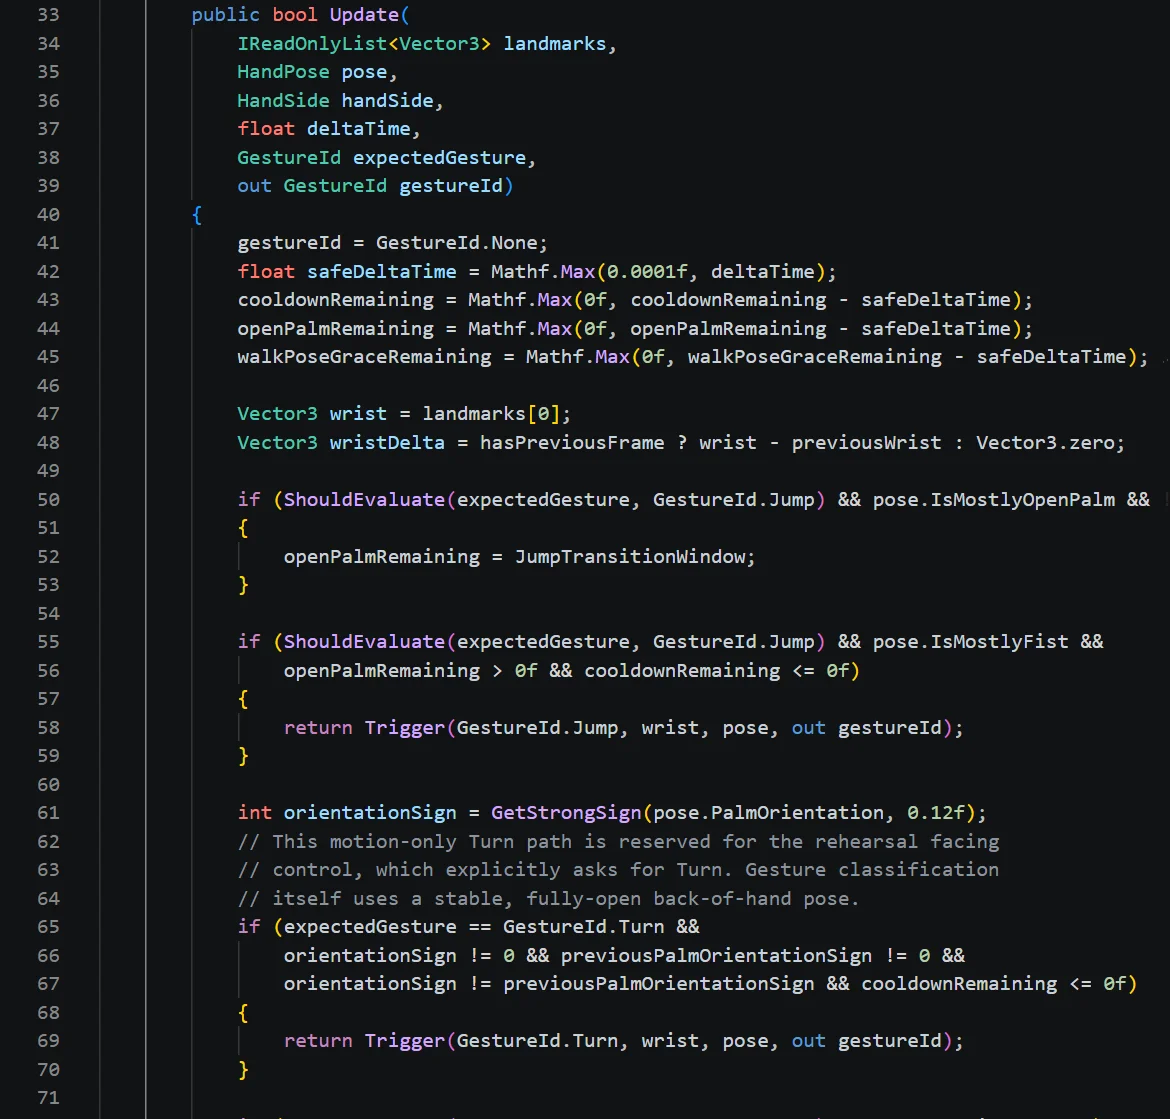 33 public bool Update(
34 IReadOnlyList<Vector3> landmarks,
35 HandPose pose,
36 HandSide handSide,
37 float deltaTime,
38 GestureId expectedGesture,
39 out GestureId gestureId)
40 {
41 gestureId = GestureId.None;
42 float safeDeltaTime = Mathf.Max(0.0001f, deltaTime);
43 cooldownRemaining = Mathf.Max(0f, cooldownRemaining - safeDeltaTime);
44 openPalmRemaining = Mathf.Max(0f, openPalmRemaining - safeDeltaTime);
45 walkPoseGraceRemaining = Mathf.Max(0f, walkPoseGraceRemaining - safeDeltaTime);
46
47 Vector3 wrist = landmarks[0];
48 Vector3 wristDelta = hasPreviousFrame ? wrist - previousWrist : Vector3.zero;
49
50 if (ShouldEvaluate(expectedGesture, GestureId.Jump) && pose.IsMostlyOpenPalm &&
51 {
52 openPalmRemaining = JumpTransitionWindow;
53 }
54
55 if (ShouldEvaluate(expectedGesture, GestureId.Jump) && pose.IsMostlyFist &&
56 openPalmRemaining > 0f && cooldownRemaining <= 0f)
57 {
58 return Trigger(GestureId.Jump, wrist, pose, out gestureId);
59 }
60
61 int orientationSign = GetStrongSign(pose.PalmOrientation, 0.12f);
62 // This motion-only Turn path is reserved for the rehearsal facing
63 // control, which explicitly asks for Turn. Gesture classification
64 // itself uses a stable, fully-open back-of-hand pose.
65 if (expectedGesture == GestureId.Turn &&
66 orientationSign != 0 && previousPalmOrientationSign != 0 &&
67 orientationSign != previousPalmOrientationSign && cooldownRemaining <= 0f)
68 {
69 return Trigger(GestureId.Turn, wrist, pose, out gestureId);
70 }
71